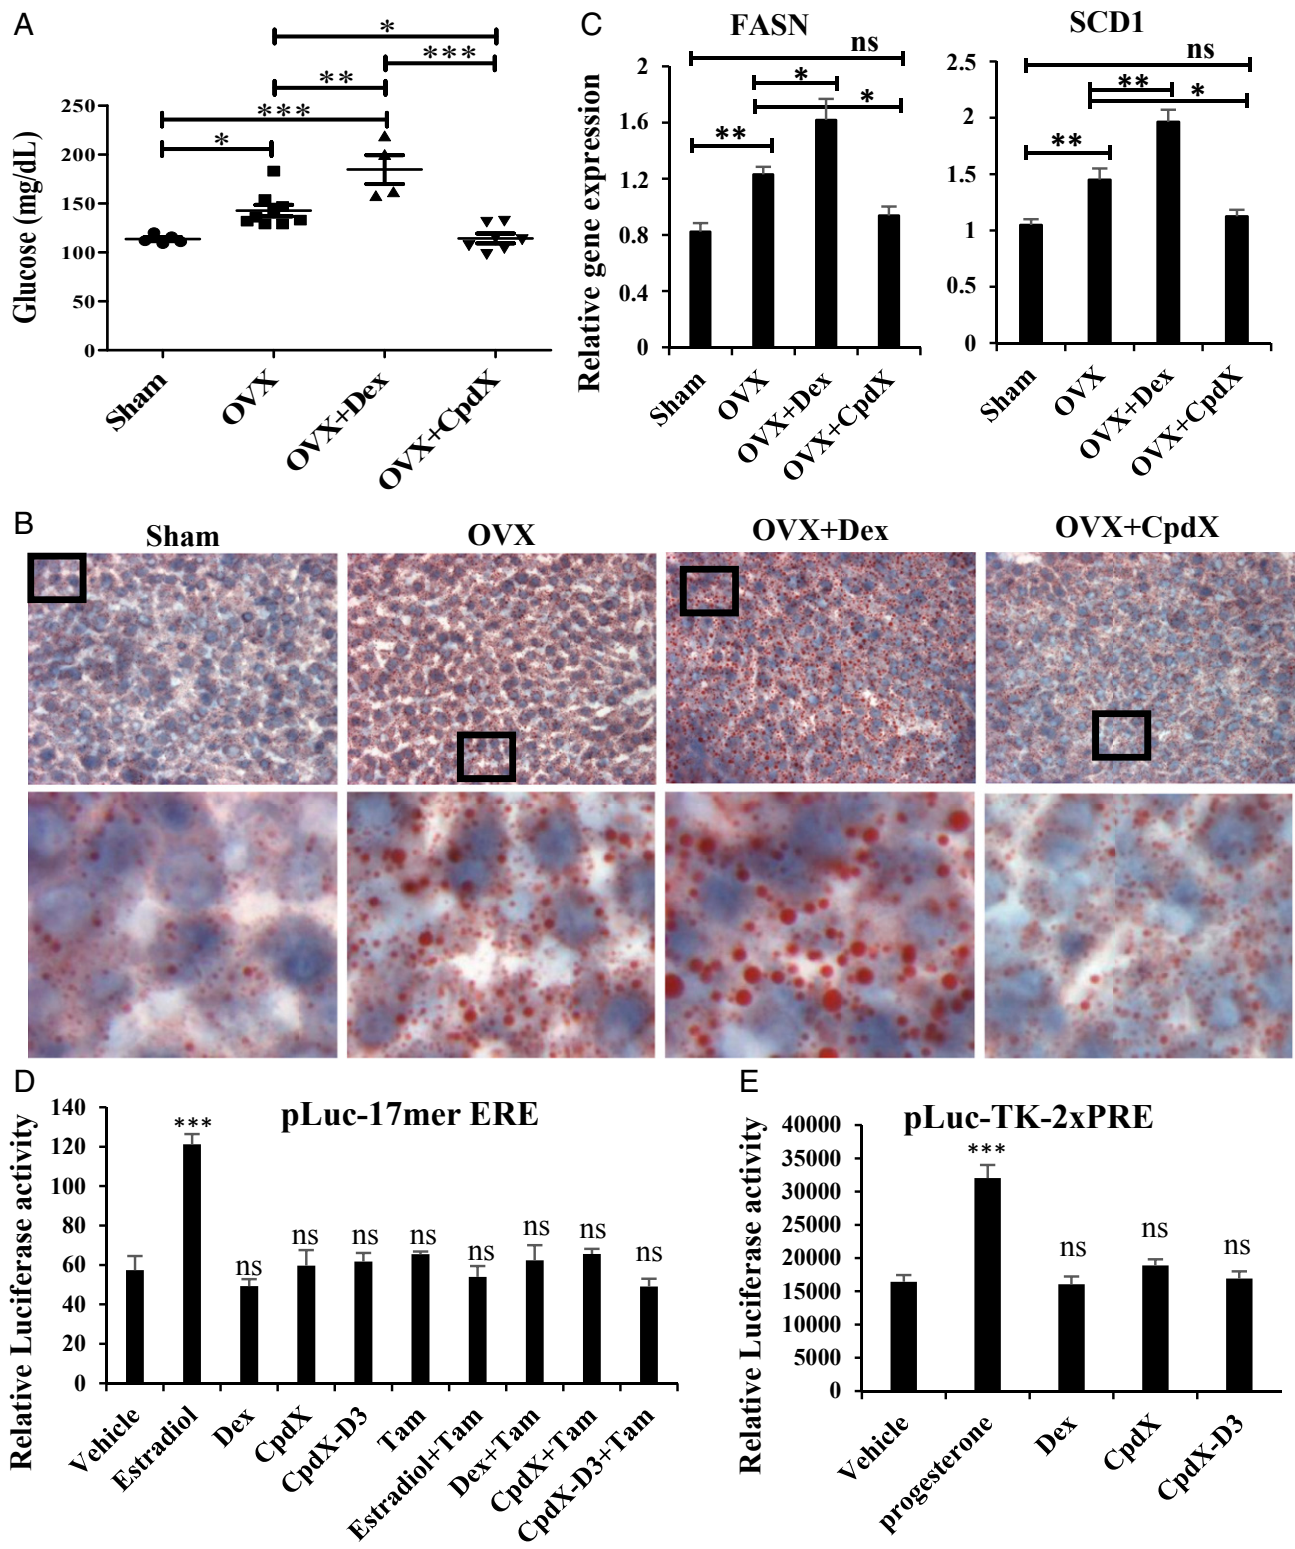 A
*
* ***
** 
***
*
Glucose (mg/dL)
250
200
150
100
50
0
Sham
OVX
OVX+Dex
OVX+CpdX
C
FASN
ns
*
*
**
Relative gene expression
2
1.6
1.2
0.8
0.4
0
Sham
OVX
OVX+Dex
OVX+CpdX
SCD1
ns
**
*
**
2.5
2
1.5
1
0.5
0
Sham
OVX
OVX+Dex
OVX+CpdX
B
Sham
OVX
OVX+Dex
OVX+CpdX
D
pLuc-17mer ERE
Relative Luciferase activity
140
120
100
80
60
40
20
0
***
ns
ns
ns
ns
ns
ns
ns
ns
Vehicle
Estradiol
Dex
CpdX
CpdX-D3
Tam
Estradiol+Tam
Dex+Tam
CpdX+Tam
CpdX-D3+Tam
E
pLuc-TK-2xPRE
Relative Luciferase activity
40000
35000
30000
25000
20000
15000
10000
5000
0
***
ns
ns
ns
Vehicle
progesterone
Dex
CpdX
CpdX-D3